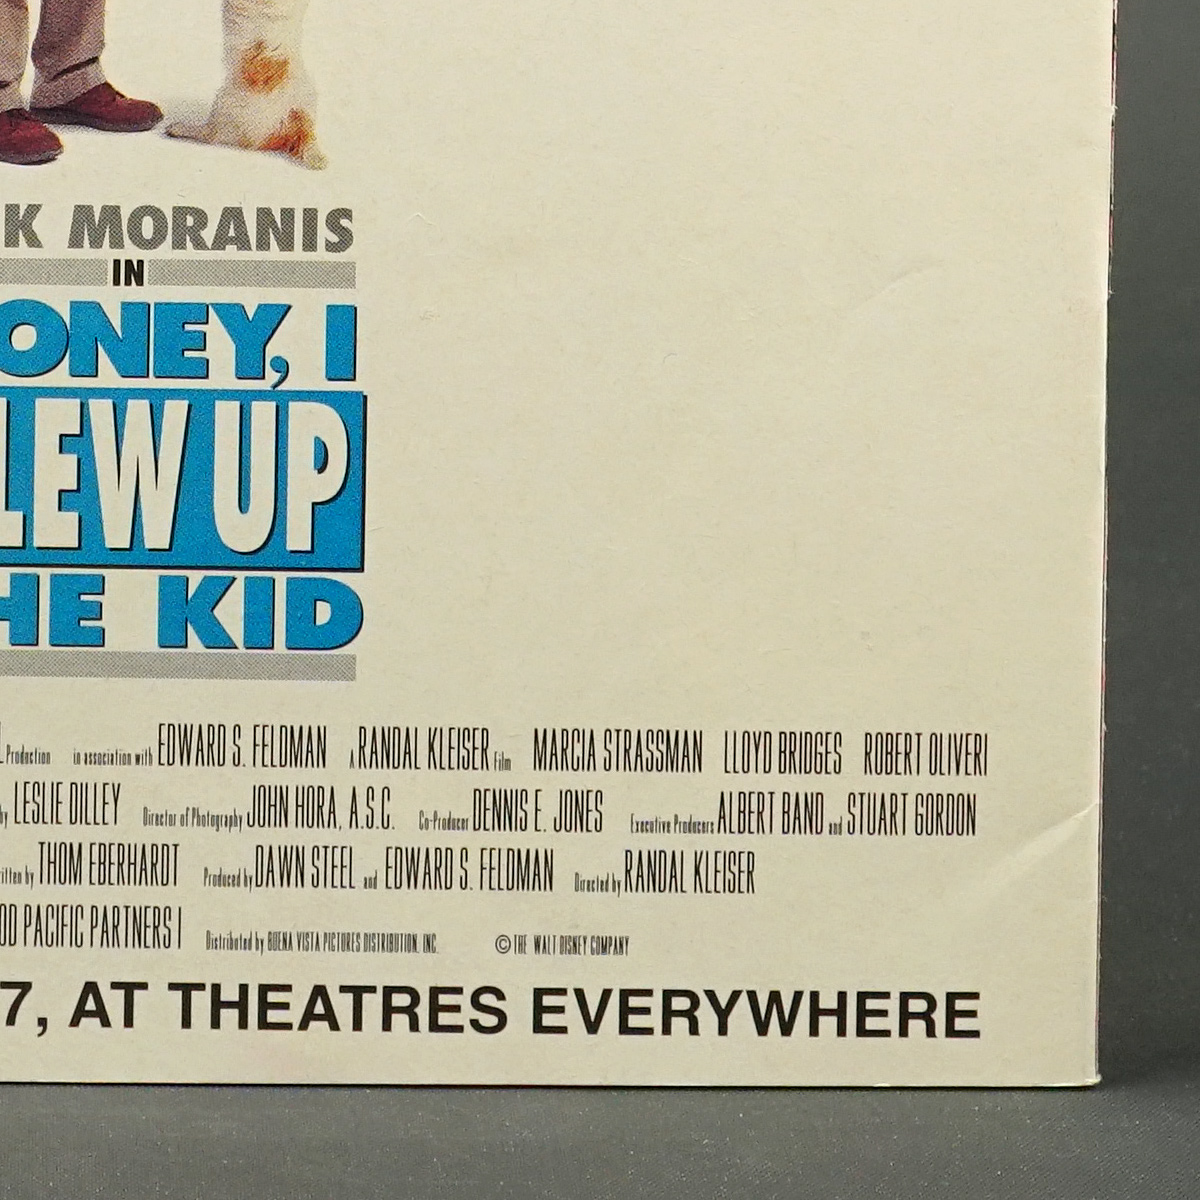 K MORANIS
IN
ONEY, I
LEW UP
HE KID
Production in association with EDWARD S. FELDMAN A RANDAL KLEISER Film MARCIA STRASSMAN LLOYD BRIDGES ROBERT OLIVERI
by LESLIE DILLEY Director of Photography JOHN HORA, A.S.C. Co-Producer DENNIS E. JONES Executive Producers ALBERT BAND and STUART GORDON
itten by THOM EBERHARDT Produced by DAWN STEEL and EDWARD S. FELDMAN Directed by RANDAL KLEISER
OD PACIFIC PARTNERS I Distributed by BUENA VISTA PICTURES DISTRIBUTION, INC. © THE WALT DISNEY COMPANY
7, AT THEATRES EVERYWHERE